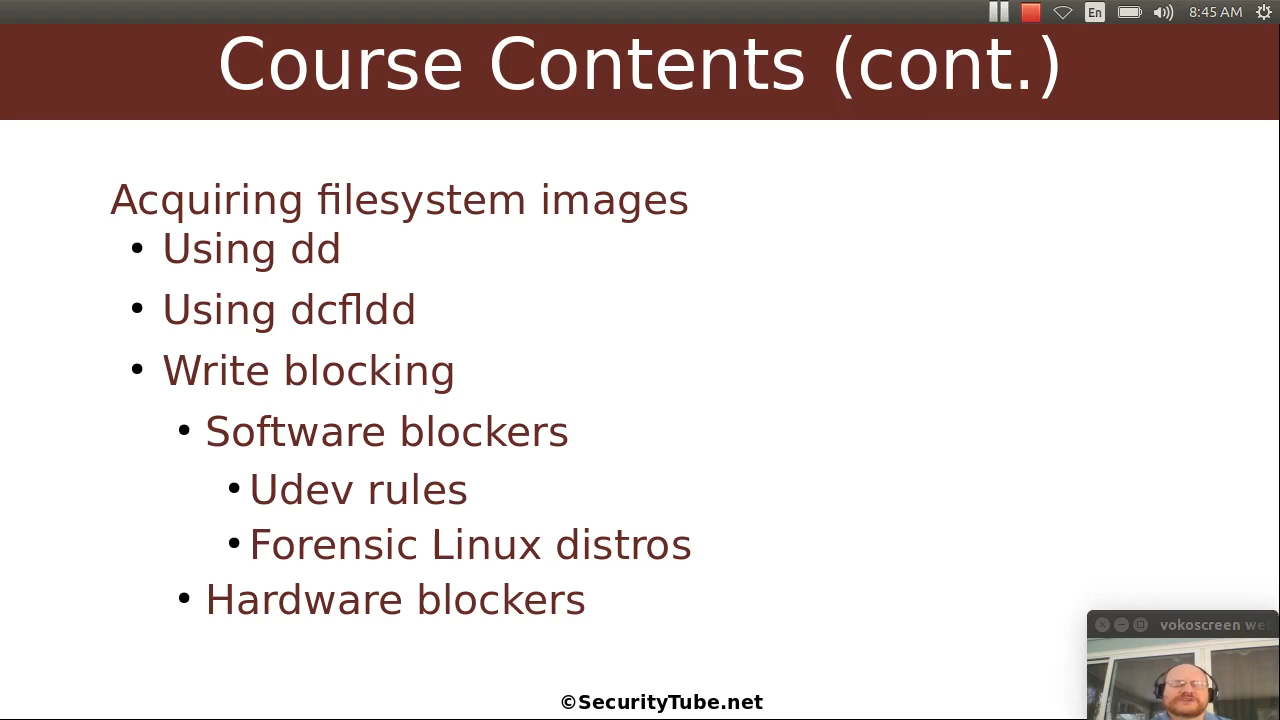 En
8:45 AM
Course Contents (cont.)
Acquiring filesystem images
• Using dd
• Using dcfldd
• Write blocking
• Software blockers
• Udev rules
• Forensic Linux distros
• Hardware blockers
vokoscreen we
©SecurityTube.net